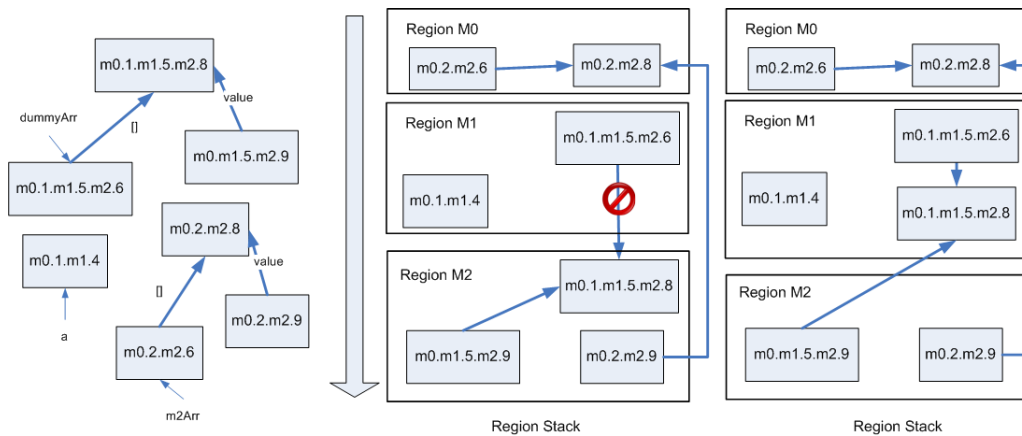 m0.1.m1.5.m2.8
value
dummyArr
[]
m0.m1.5.m2.9
m0.1.m1.5.m2.6
m0.2.m2.8
value
m0.1.m1.4
[]
a
m0.2.m2.9
m0.2.m2.6
m2Arr
Region M0
m0.2.m2.6
m0.2.m2.8
Region M1
m0.1.m1.5.m2.6
m0.1.m1.4
Region M2
m0.1.m1.5.m2.8
m0.m1.5.m2.9
m0.2.m2.9
Region Stack
Region M0
m0.2.m2.6
m0.2.m2.8
Region M1
m0.1.m1.5.m2.6
m0.1.m1.4
m0.1.m1.5.m2.8
Region M2
m0.m1.5.m2.9
m0.2.m2.9
Region Stack